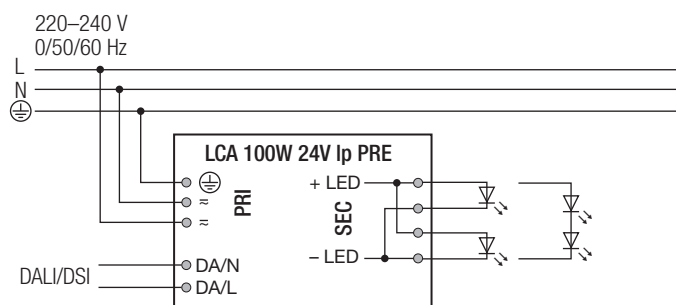 220–240 V
0/50/60 Hz
L
N
LCA 100W 24V lp PRE
PRI
≂
≂
+ LED
SEC
– LED
DALI/DSI
DA/N
DA/L